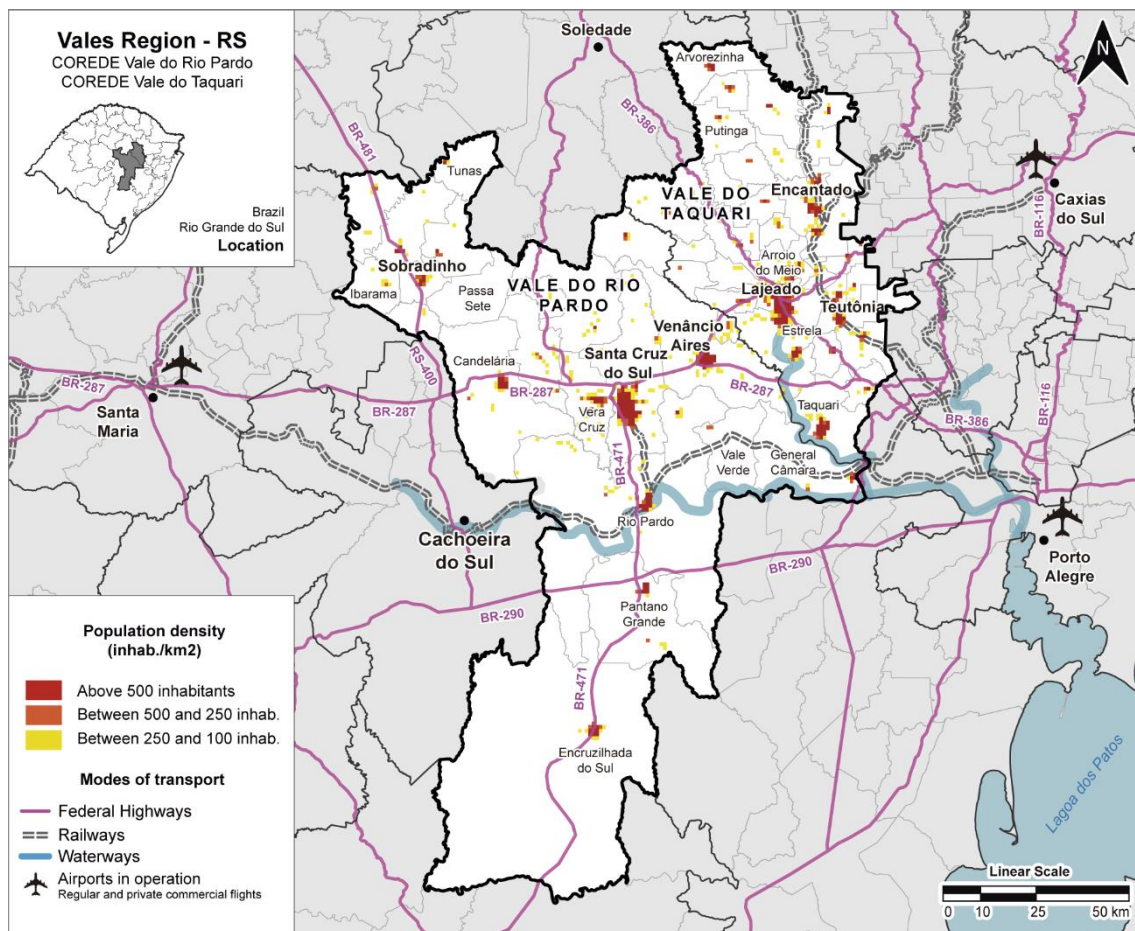 Vales Region - RS
COREDE Vale do Rio Pardo
COREDE Vale do Taquari
Brazil
Rio Grande do Sul
Location
N
Soledade
Arvorezinha
BR-386
BR-481
Putinga
Tunas
Encantado
Caxias
do Sul
BR-116
VALE DO
TAQUARI
Sobradinho
Ibarama
Passa
Sete
VALE DO RIO
PARDO
Arroio
do Meio
Lajeado
Teutônia
Estrela
Venâncio
Aires
Santa Cruz
do Sul
Candelária
RS-400
BR-287
BR-287
BR-287
BR-287
Santa
Maria
Vera
Cruz
Taquari
BR-386
BR-116
BR-471
Vale
Verde
General
Câmara
Rio Pardo
Cachoeira
do Sul
Porto
Alegre
BR-290
BR-290
Pantano
Grande
BR-471
Encruzilhada
do Sul
Lagoa dos Patos
Population density
(inhab./km2)
Above 500 inhabitants
Between 500 and 250 inhab.
Between 250 and 100 inhab.
Modes of transport
Federal Highways
Railways
Waterways
Airports in operation
Regular and private commercial flights
Linear Scale
0 10 25 50 km